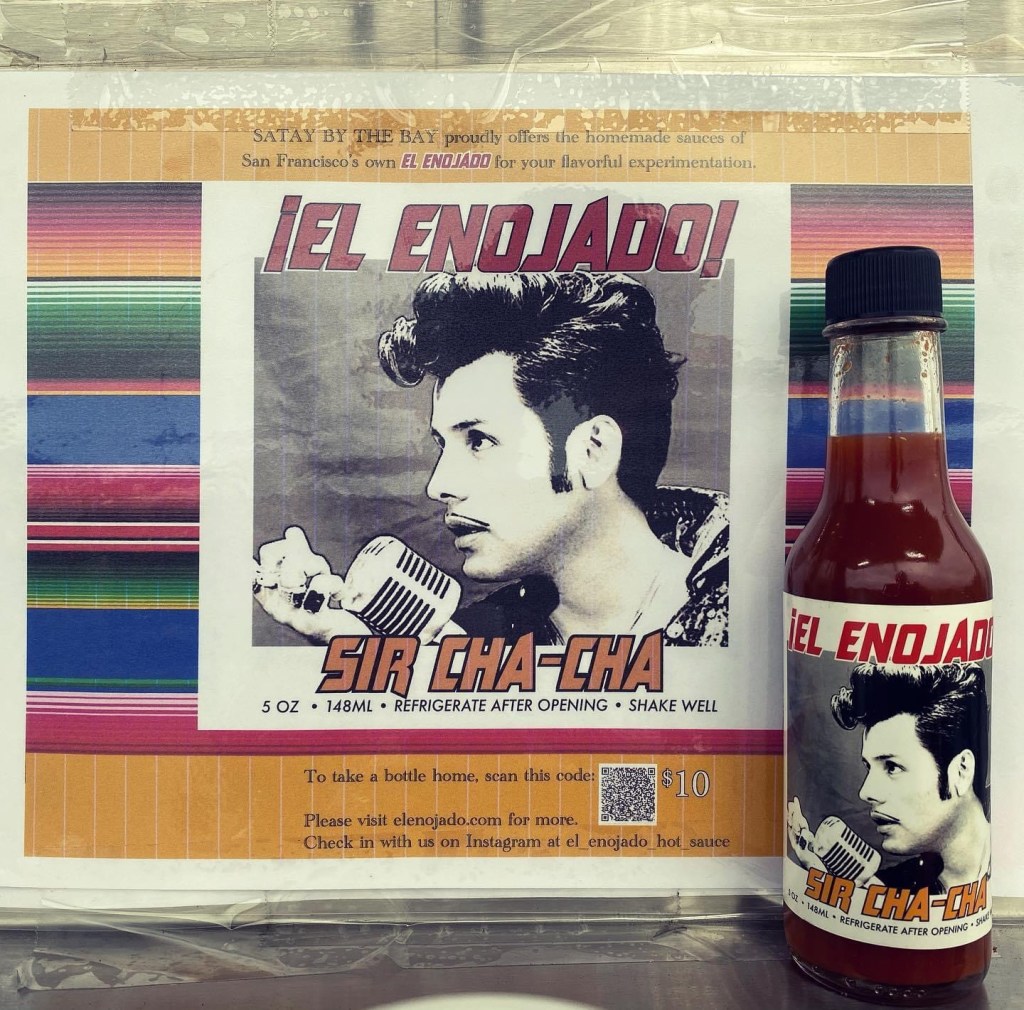 SATAY BY THE BAY proudly offers the homemade sauces of
San Francisco's own EL ENOJADO for your flavorful experimentation.
¡EL ENOJADO!
SIR CHA-CHA
5 OZ • 148ML • REFRIGERATE AFTER OPENING • SHAKE WELL
To take a bottle home, scan this code: $10
Please visit elenojado.com for more.
Check in with us on Instagram at el_enojado_hot_sauce
¡EL ENOJADO
SIR CHA-CHA
5 OZ • 148ML • REFRIGERATE AFTER OPENING • SHAKE